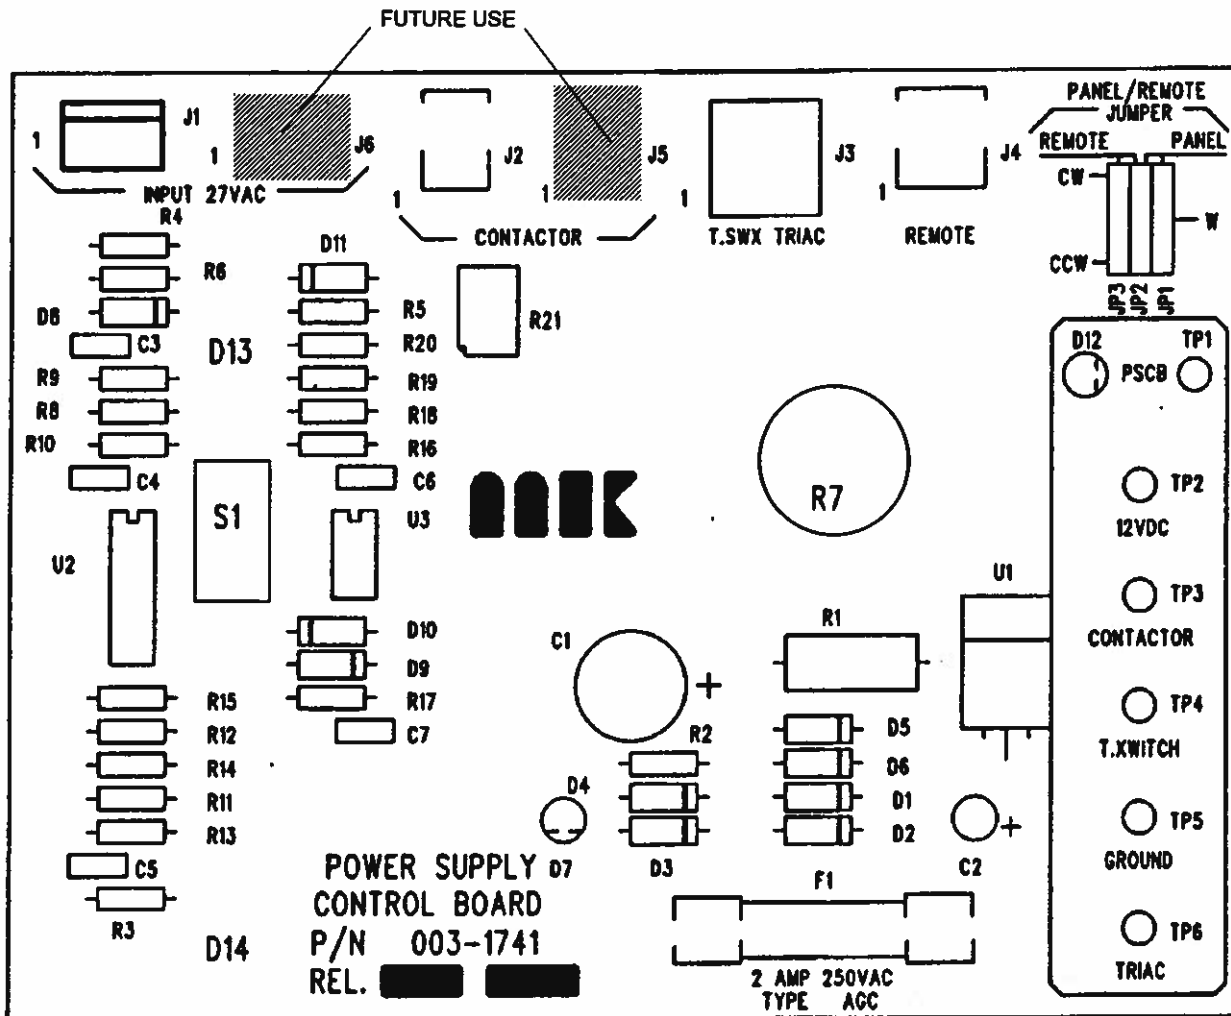 FUTURE USE
PANEL/REMOTE
JUMPER
REMOTE
PANEL
J1
1
J6
1
INPUT 27VAC
J2
1
J5
1
CONTACTOR
J3
1
T.SWX TRIAC
J4
1
REMOTE
CW
CCW
W
JP3
JP2
JP1
R4
R6
D8
C3
D13
R9
R8
R10
C4
D11
R5
R20
R19
R18
R16
C6
R21
S1
U2
U3
MK
R7
D12
PSCB
TP1
TP2
12VDC
TP3
CONTACTOR
TP4
T.XWITCH
TP5
GROUND
TP6
TRIAC
U1
R1
C1
+
D10
D9
R17
C7
R15
R12
R14
R11
R13
C5
R3
D14
R2
D4
D7
D3
D5
D6
D1
D2
C2
+
F1
2 AMP 250VAC
TYPE AGC
POWER SUPPLY
CONTROL BOARD
P/N 003-1741
REL.